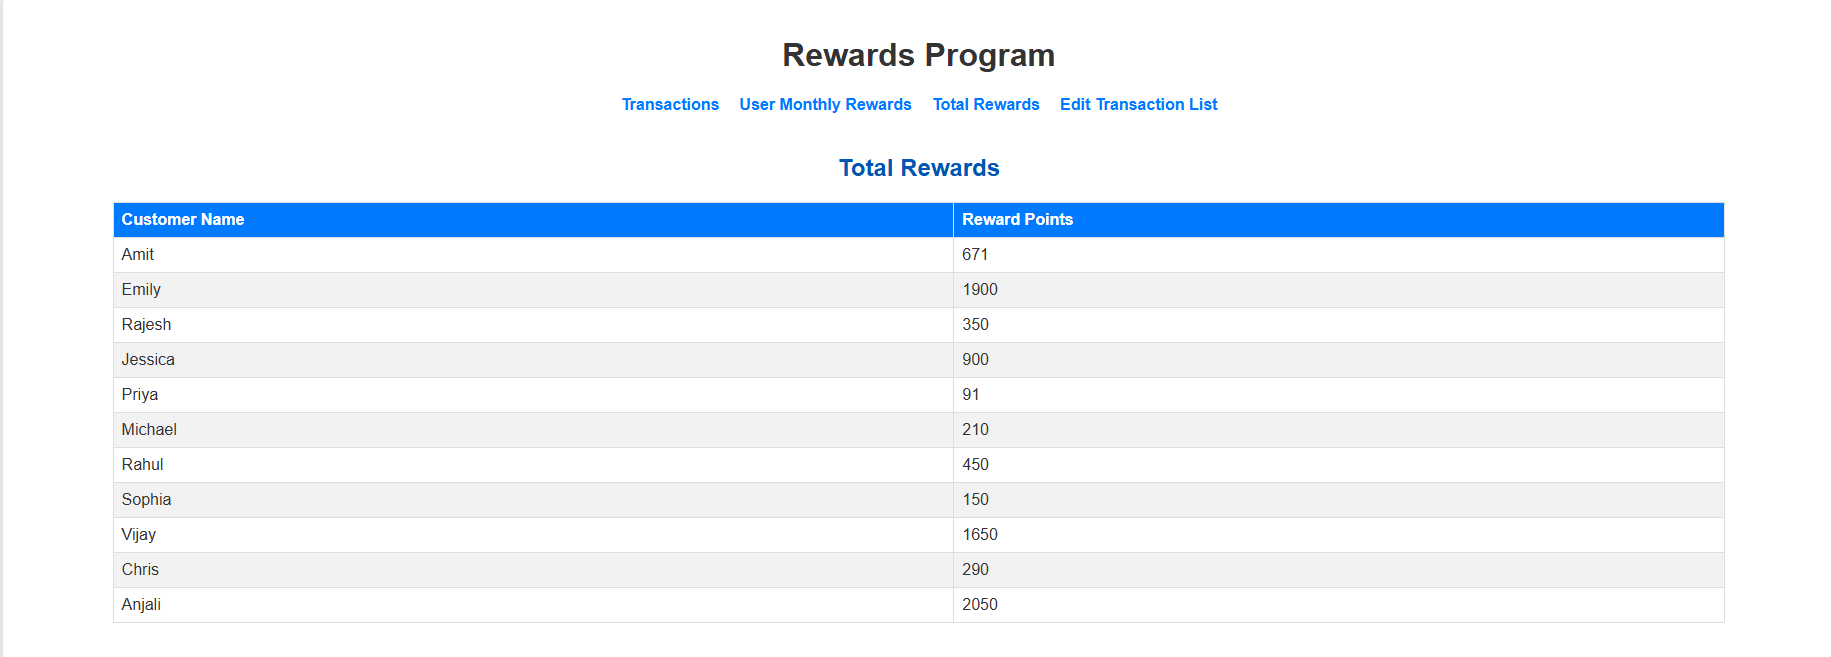 Rewards Program
Transactions User Monthly Rewards Total Rewards Edit Transaction List
Total Rewards
Customer Name Reward Points
Amit 671
Emily 1900
Rajesh 350
Jessica 900
Priya 91
Michael 210
Rahul 450
Sophia 150
Vijay 1650
Chris 290
Anjali 2050